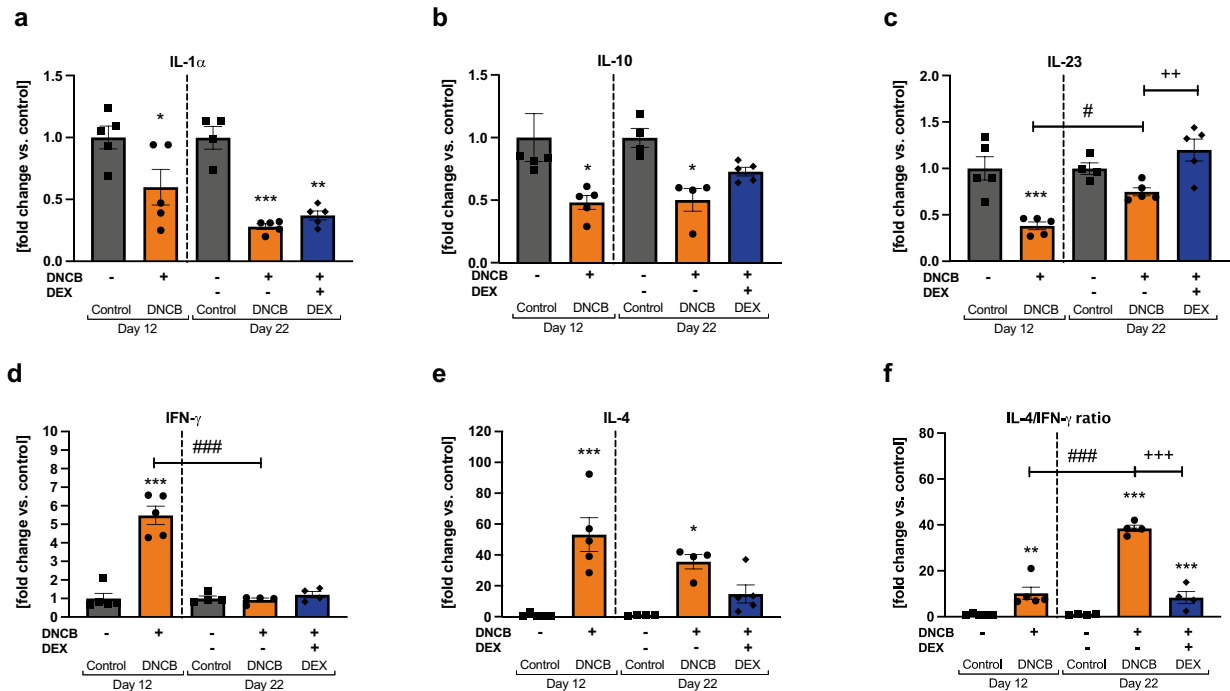 a
IL-1α
[fold change vs. control]
1.5
1.0
0.5
0.0
*
***
**
DNCB - + - + +
DEX - - +
Control DNCB Control DNCB DEX
Day 12 Day 22
b
IL-10
[fold change vs. control]
1.5
1.0
0.5
0.0
*
*
DNCB - + - + +
DEX - - +
Control DNCB Control DNCB DEX
Day 12 Day 22
c
IL-23
[fold change vs. control]
2.0
1.5
1.0
0.5
0.0
++
#
***
DNCB - + - + +
DEX - - +
Control DNCB Control DNCB DEX
Day 12 Day 22
d
IFN-γ
[fold change vs. control]
10
9
8
7
6
5
4
3
2
1
0
###
***
DNCB - + - + +
DEX - +
Control DNCB Control DNCB DEX
Day 12 Day 22
e
IL-4
[fold change vs. control]
120
100
80
60
40
20
0
***
*
DNCB - + - + +
DEX - - +
Control DNCB Control DNCB DEX
Day 12 Day 22
f
IL-4/IFN-γ ratio
[fold change vs. control]
80
60
40
20
0
### +++
***
**
***
DNCB - + - + +
DEX - - +
Control DNCB Control DNCB DEX
Day 12 Day 22